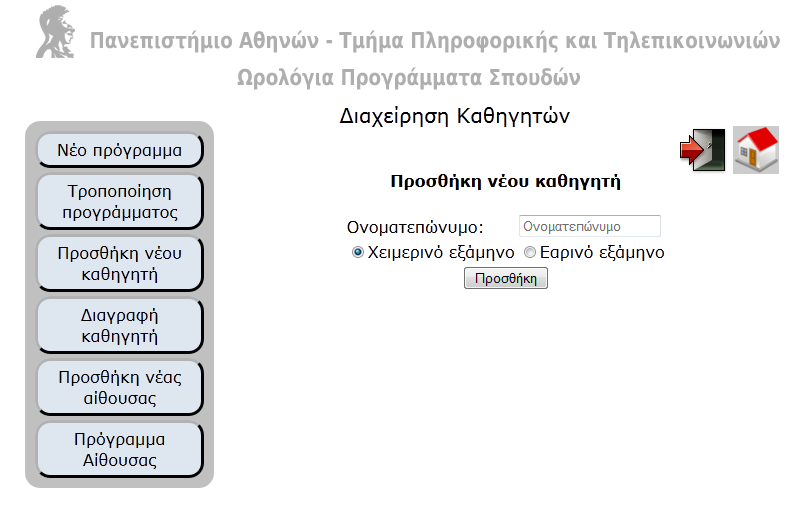 Πανεπιστήμιο Αθηνών - Τμήμα Πληροφορικής και Τηλεπικοινωνιών
Ωρολόγια Προγράμματα Σπουδών
Διαχείρηση Καθηγητών
Νέο πρόγραμμα
Τροποποίηση
προγράμματος
Προσθήκη νέου
καθηγητή
Διαγραφή
καθηγητή
Προσθήκη νέας
αίθουσας
Πρόγραμμα
Αίθουσας
Προσθήκη νέου καθηγητή
Ονοματεπώνυμο: Ονοματεπώνυμο
Χειμερινό εξάμηνο Εαρινό εξάμηνο
Προσθήκη